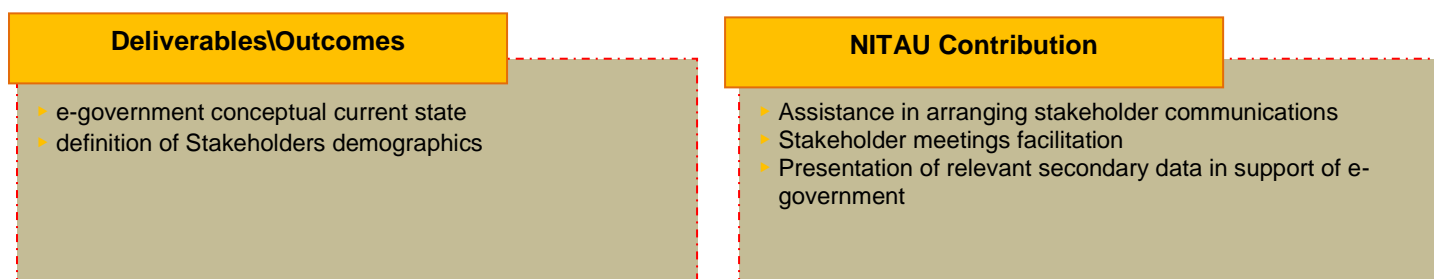 Deliverables\Outcomes
e-government conceptual current state
definition of Stakeholders demographics
NITAU Contribution
Assistance in arranging stakeholder communications
Stakeholder meetings facilitation
Presentation of relevant secondary data in support of e-
government